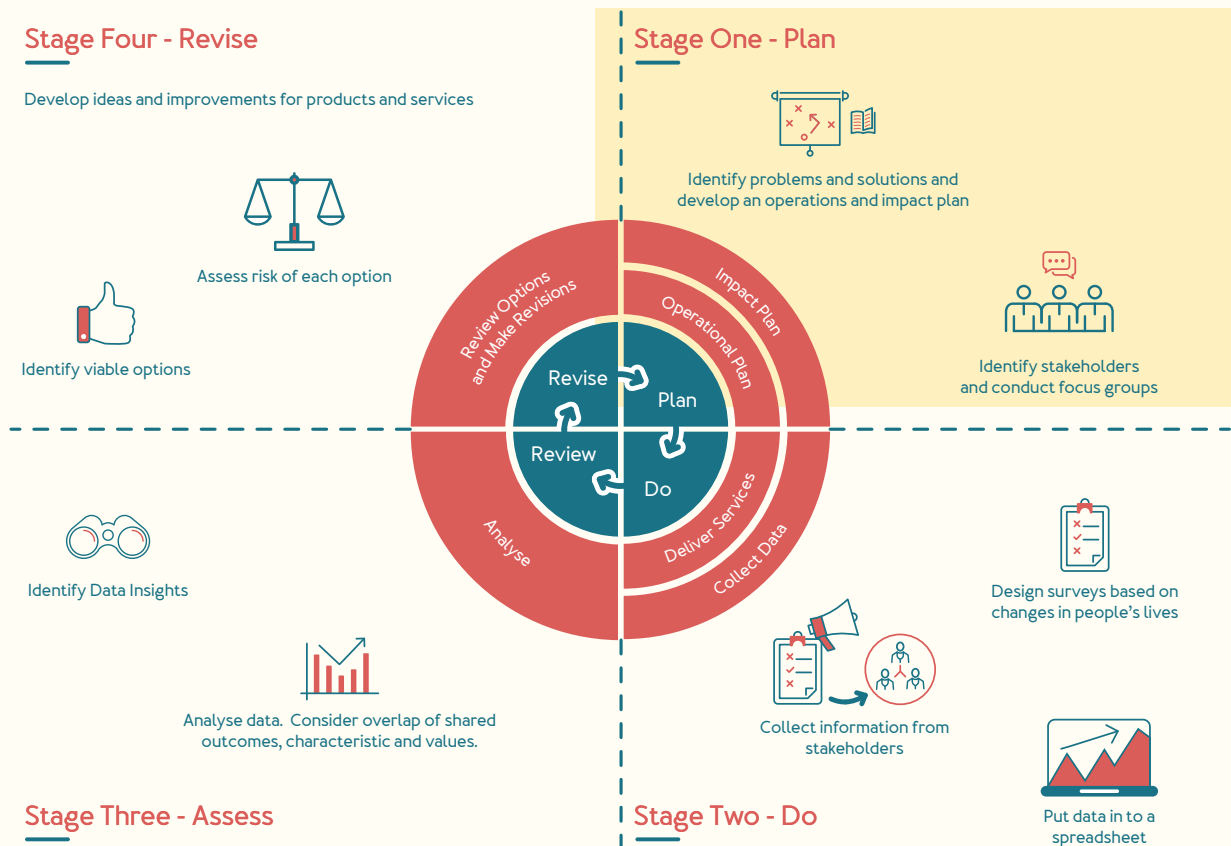 Stage Four - Revise
Develop ideas and improvements for products and services
Assess risk of each option
Identify viable options
Stage One - Plan
Identify problems and solutions and
develop an operations and impact plan
Identify stakeholders
and conduct focus groups
Review Options
and Make Revisions
Impact Plan
Operational Plan
Revise
Plan
Review
Do
Analyse
Deliver Services
Collect Data
Identify Data Insights
Analyse data. Consider overlap of shared
outcomes, characteristic and values.
Stage Three - Assess
Design surveys based on
changes in people's lives
Collect information from
stakeholders
Put data in to a
spreadsheet
Stage Two - Do